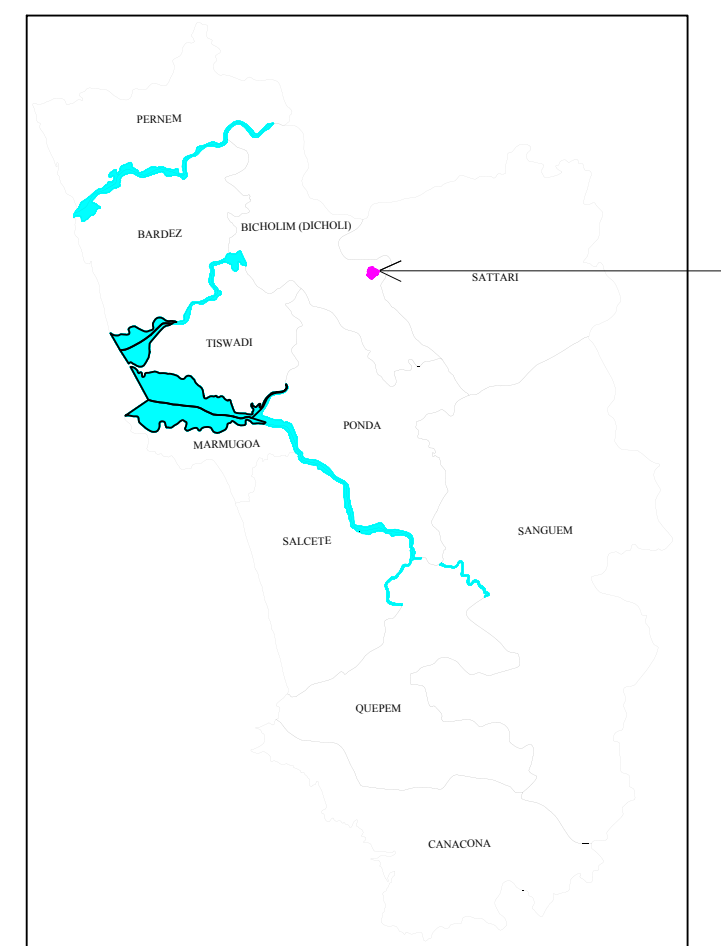 PERNEM
BICHOLIM (DICHOLI)
BARDEZ
SATTARI
TISWADI
PONDA
MARMUGOA
SANGUEM
SALCETE
QUEPEM
CANACONA